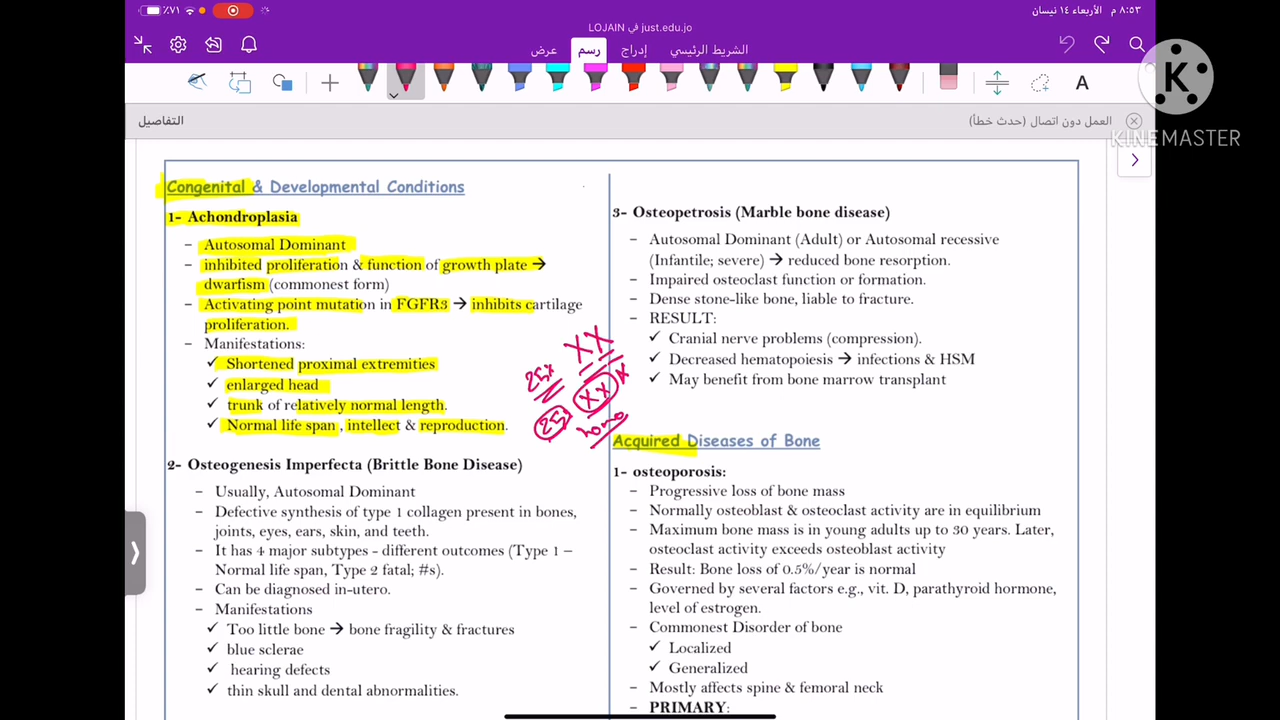 ٧١٪
٨:٥٣ م الأربعاء ١٤ نيسان
LOJAIN في just.edu.jo
الشريط الرئيسي
إدراج
رسم
عرض
A
K
KINEMASTER
العمل دون اتصال (حدث خطأ)
التفاصيل
Congenital & Developmental Conditions
1- Achondroplasia
- Autosomal Dominant
- inhibited proliferation & function of growth plate →
dwarfism (commonest form)
- Activating point mutation in FGFR3 → inhibits cartilage
proliferation.
- Manifestations:
✓ Shortened proximal extremities
✓ enlarged head
✓ trunk of relatively normal length.
✓ Normal life span , intellect & reproduction.
XX
25%
XX
25
homo
2- Osteogenesis Imperfecta (Brittle Bone Disease)
- Usually, Autosomal Dominant
- Defective synthesis of type 1 collagen present in bones,
joints, eyes, ears, skin, and teeth.
- It has 4 major subtypes - different outcomes (Type 1 –
Normal life span, Type 2 fatal; #s).
- Can be diagnosed in-utero.
- Manifestations
✓ Too little bone → bone fragility & fractures
✓ blue sclerae
✓ hearing defects
✓ thin skull and dental abnormalities.
3- Osteopetrosis (Marble bone disease)
- Autosomal Dominant (Adult) or Autosomal recessive
(Infantile; severe) → reduced bone resorption.
- Impaired osteoclast function or formation.
- Dense stone-like bone, liable to fracture.
- RESULT:
✓ Cranial nerve problems (compression).
✓ Decreased hematopoiesis → infections & HSM
✓ May benefit from bone marrow transplant
Acquired Diseases of Bone
1- osteoporosis:
- Progressive loss of bone mass
- Normally osteoblast & osteoclast activity are in equilibrium
- Maximum bone mass is in young adults up to 30 years. Later,
osteoclast activity exceeds osteoblast activity
- Result: Bone loss of 0.5%/year is normal
- Governed by several factors e.g., vit. D, parathyroid hormone,
level of estrogen.
- Commonest Disorder of bone
✓ Localized
✓ Generalized
- Mostly affects spine & femoral neck
- PRIMARY: